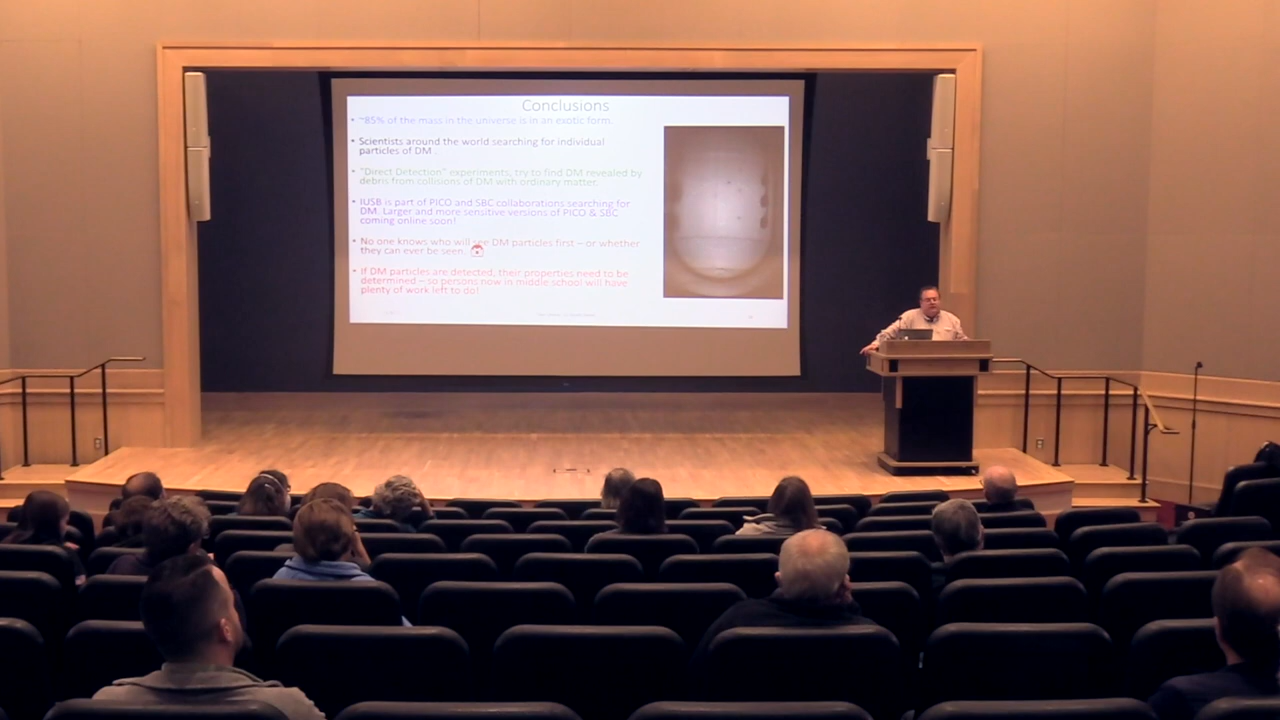 Conclusions
• ~85% of the mass in the universe is in an exotic form.
• Scientists around the world searching for individual
particles of DM .
• "Direct Detection" experiments, try to find DM revealed by
debris from collisions of DM with ordinary matter.
• IUSB is part of PICO and SBC collaborations searching for
DM. Larger and more sensitive versions of PICO & SBC
coming online soon!
• No one knows who will see DM particles first – or whether
they can ever be seen.
• If DM particles are detected, their properties need to be
determined – so persons now in middle school will have
plenty of work left to do!